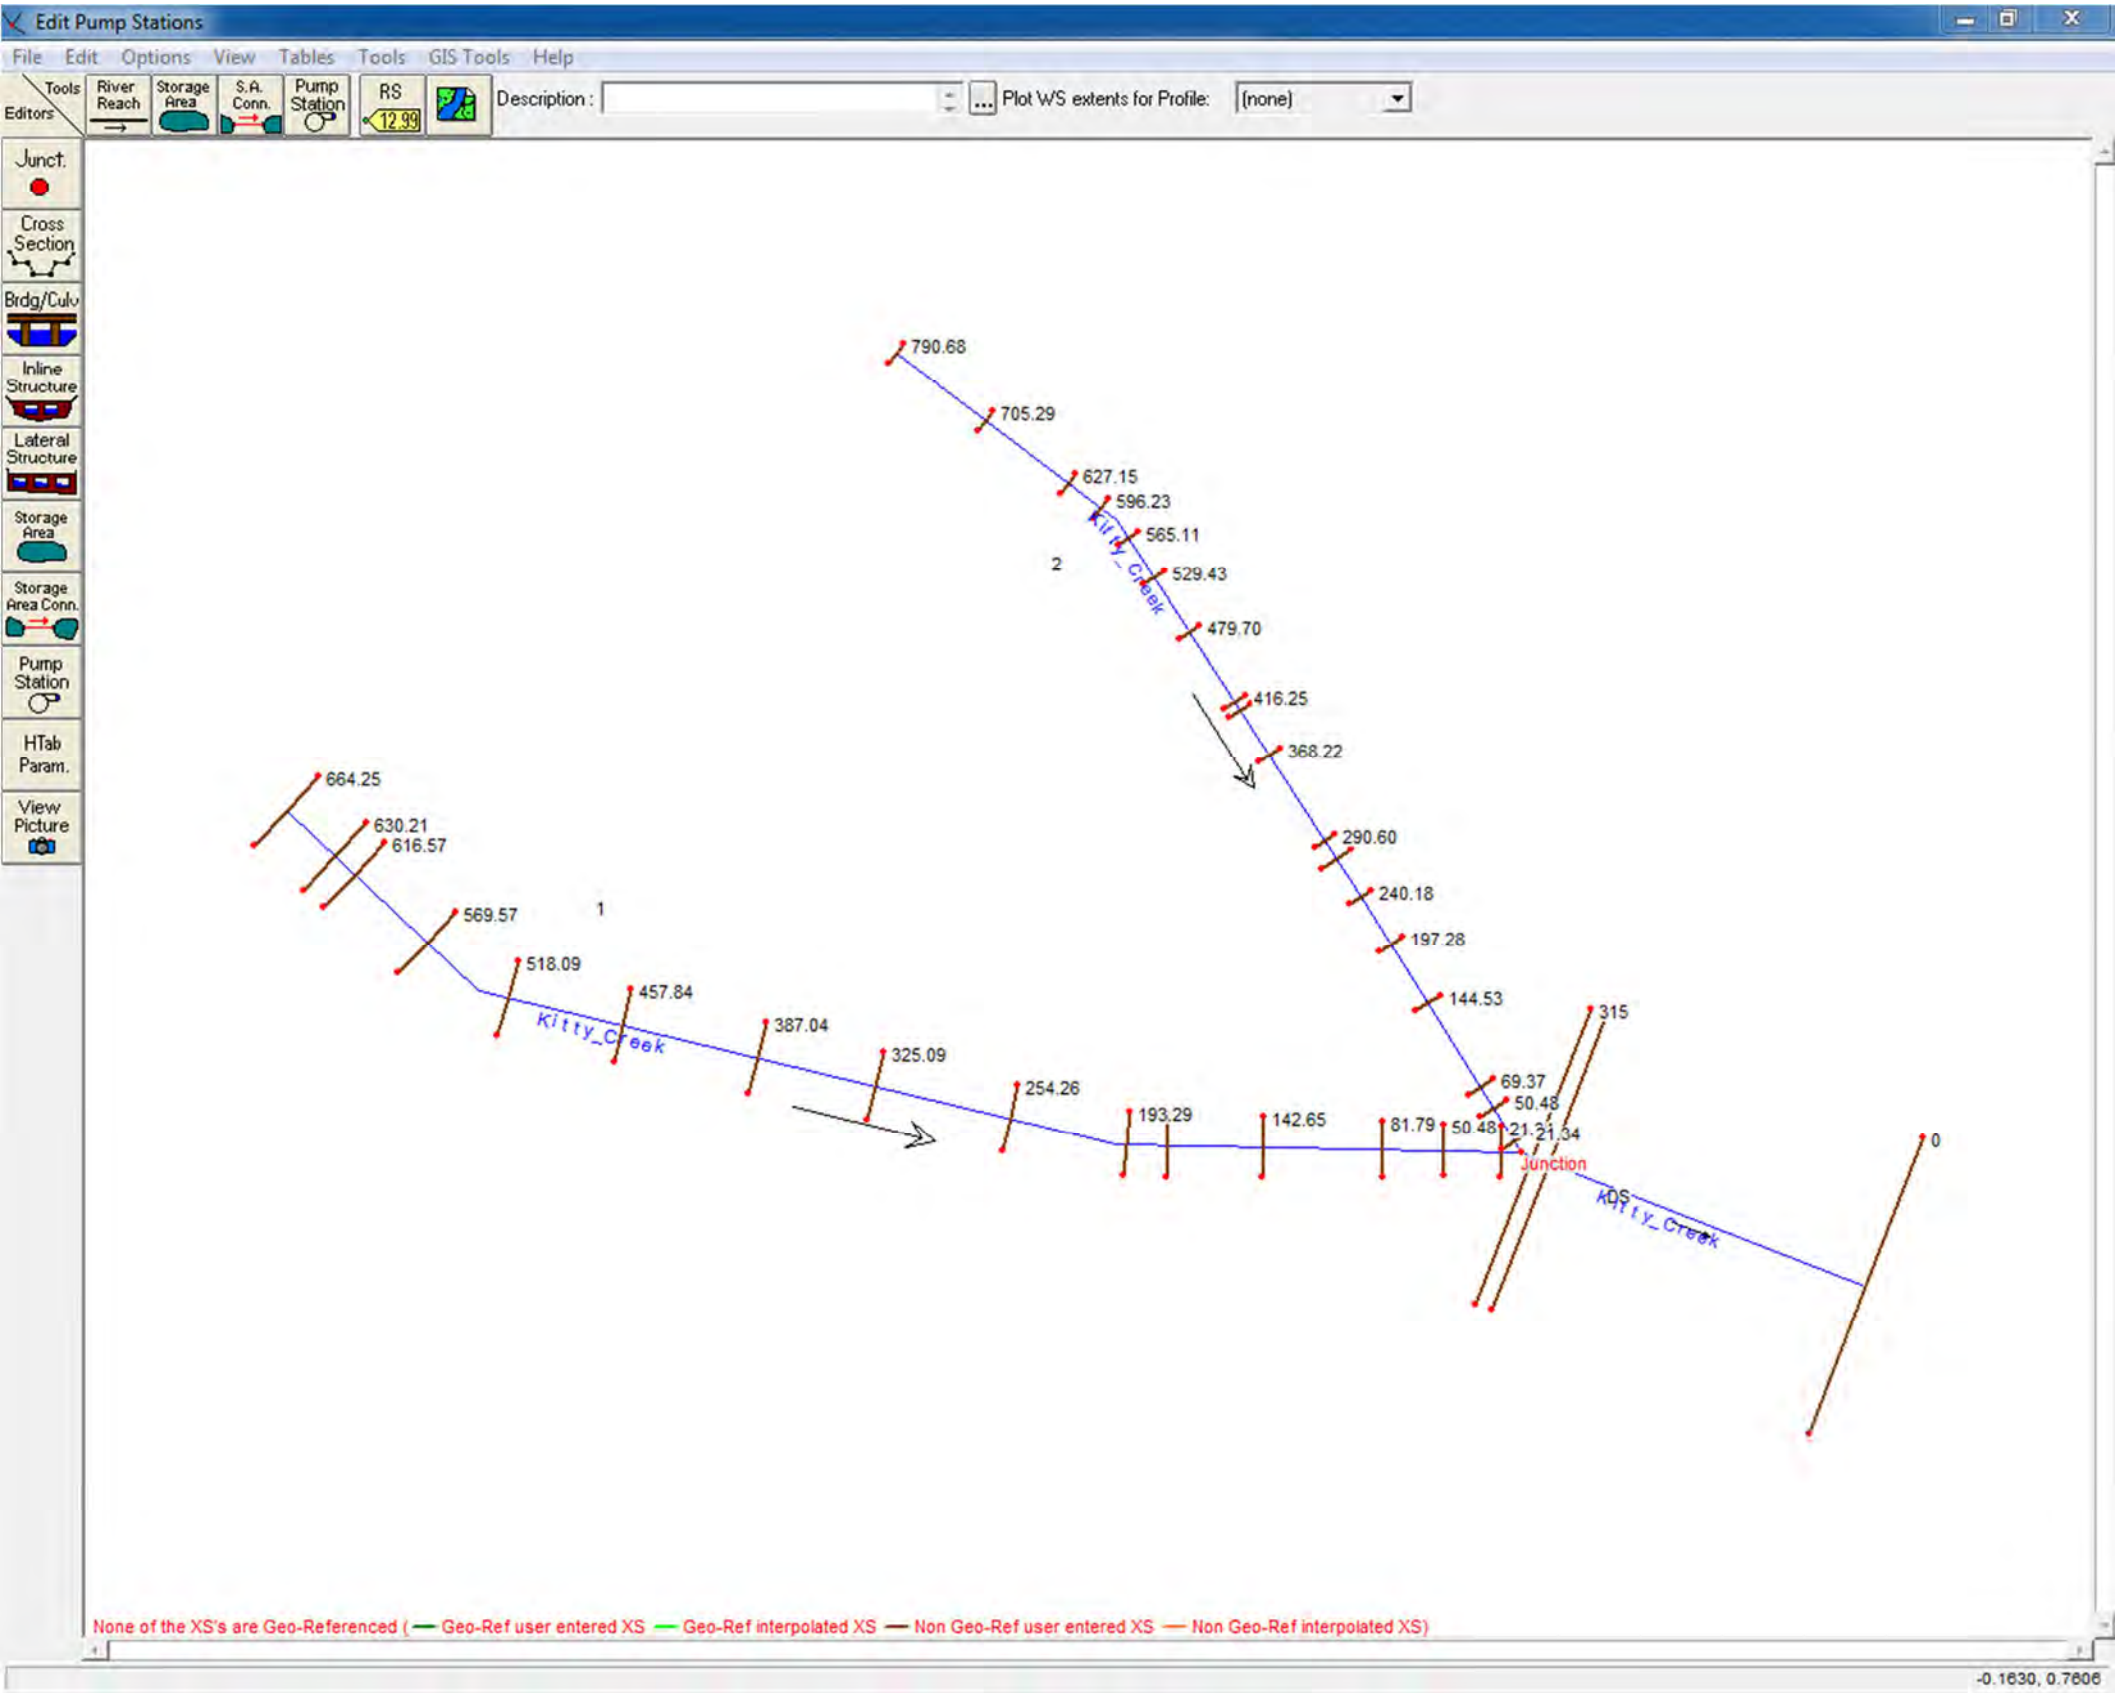 Edit Pump Stations
File Edit Options View Tables Tools GIS Tools Help
Tools
Editors
River Reach
Storage Area
S.A. Conn.
Pump Station
RS
12.99
Description :
...
Plot WS extents for Profile:
(none)
Junct.
Cross Section
Brdg/Culv
Inline Structure
Lateral Structure
Storage Area
Storage Area Conn.
Pump Station
HTab Param.
View Picture
790.68
705.29
627.15
596.23
565.11
Kitty_Creek
2
529.43
479.70
416.25
368.22
664.25
630.21
616.57
290.60
240.18
569.57
1
197.28
518.09
457.84
144.53
315
Kitty_Creek
387.04
325.09
254.26
69.37
50.48
193.29
142.65
81.79
50.48
21.34
0
Junction
DS
Kitty_Creek
None of the XS's are Geo-Referenced ( Geo-Ref user entered XS Geo-Ref interpolated XS Non Geo-Ref user entered XS Non Geo-Ref interpolated XS)
-0.1630, 0.7606